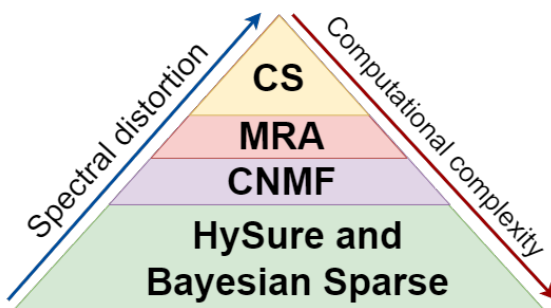 Spectral distortion
Computational complexity
CS
MRA
CNMF
HySure and
Bayesian Sparse